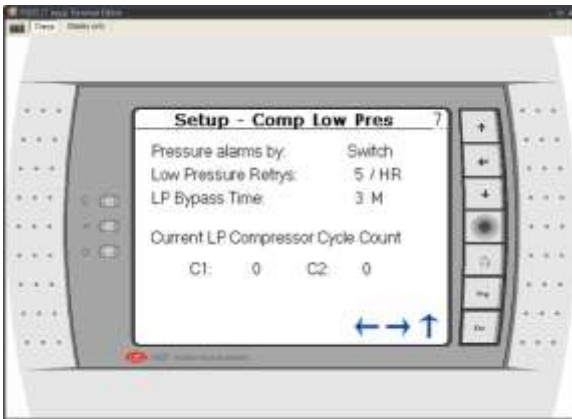 Setup - Comp Low Pres 7
Pressure alarms by: Switch
Low Pressure Retrys: 5 / HR
LP Bypass Time: 3 M
Current LP Compressor Cycle Count
C1: 0 C2: 0